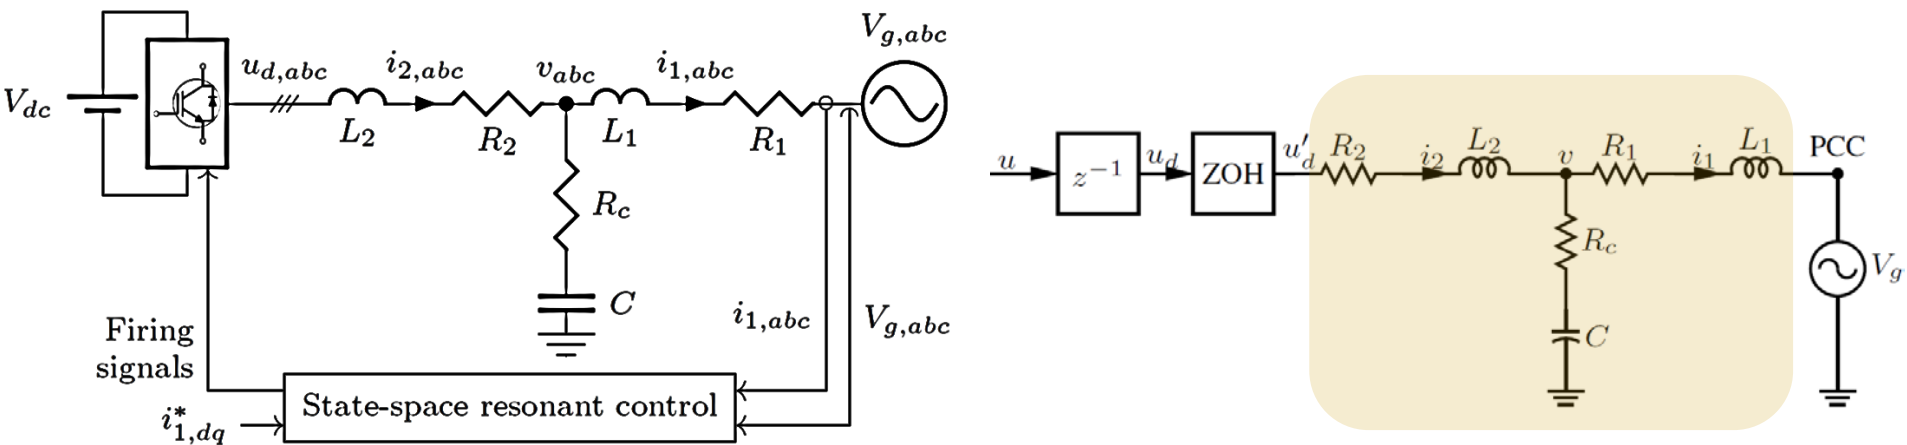 V_{g,abc}
u_{d,abc}
i_{2,abc}
v_{abc}
i_{1,abc}
V_{dc}
L_2
R_2
L_1
R_1
R_c
C
i_{1,abc}
V_{g,abc}
Firing
signals
State-space resonant control
i^*_{1,dq}
u
z^{-1}
u_d
ZOH
u'_d
R_2
i_2
L_2
v
R_1
i_1
L_1
PCC
R_c
V_g
C